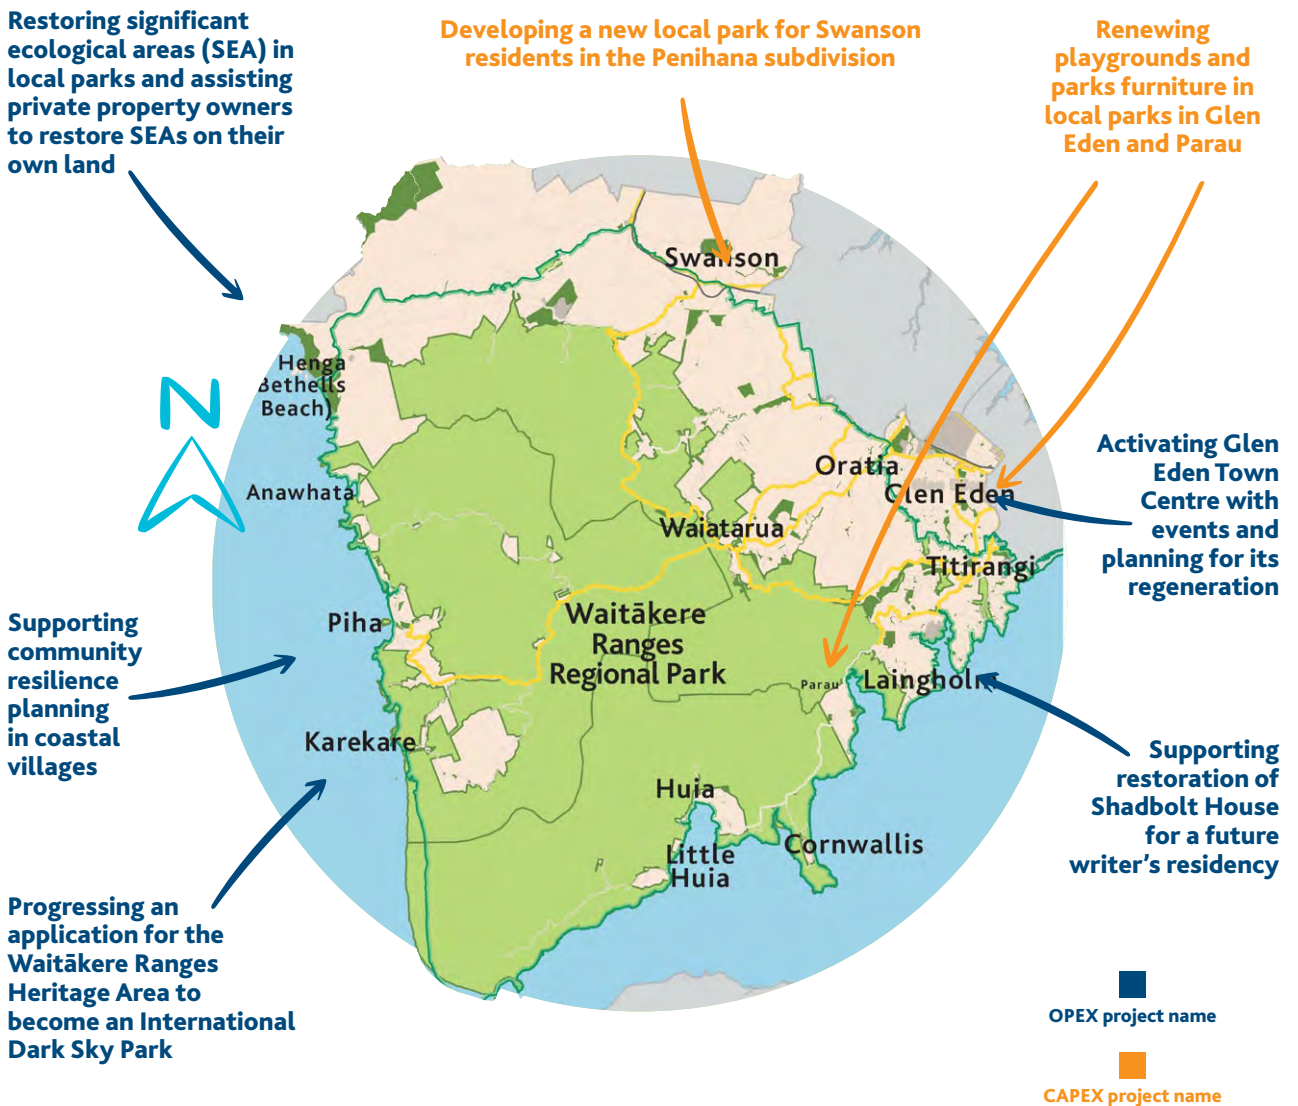 Restoring significant
ecological areas (SEA) in
local parks and assisting
private property owners
to restore SEAs on their
own land
Developing a new local park for Swanson
residents in the Penihana subdivision
Renewing
playgrounds and
parks furniture in
local parks in Glen
Eden and Parau
Swanson
Henga
Bethells
Beach)
N
Anawhata
Oratia
Glen Eden
Waiatarua
Titirangi
Activating Glen
Eden Town
Centre with
events and
planning for its
regeneration
Piha
Waitākere
Ranges
Regional Park
Parau
Laingholm
Supporting
community
resilience
planning
in coastal
villages
Karekare
Huia
Little
Huia
Cornwallis
Supporting
restoration of
Shadbolt House
for a future
writer's residency
Progressing an
application for the
Waitākere Ranges
Heritage Area to
become an International
Dark Sky Park
OPEX project name
CAPEX project name